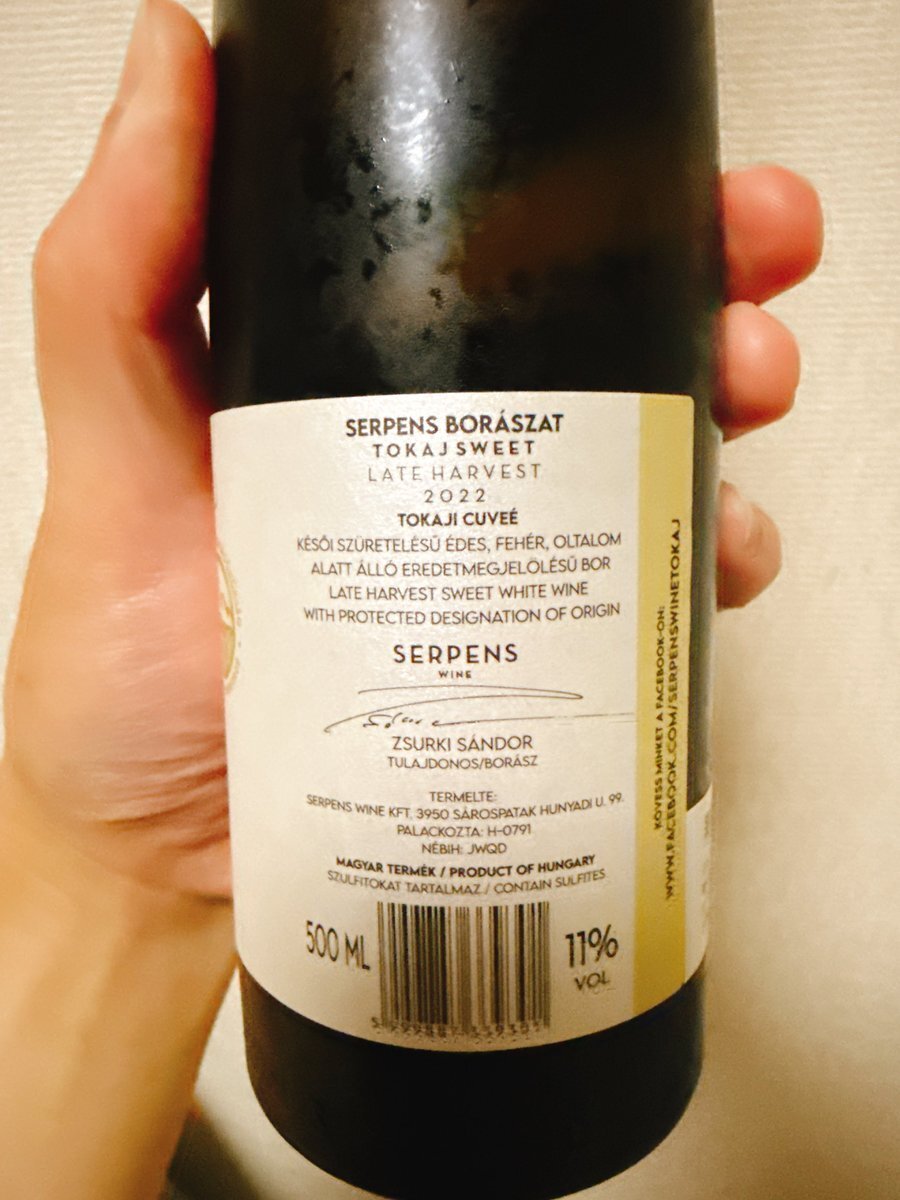 SERPENS BORÁSZAT
TOKAJ SWEET
LATE HARVEST
2022
TOKAJI CUVEÉ
KÉSŐI SZÜRETELÉSŰ ÉDES, FEHÉR, OLTALOM
ALATT ÁLLÓ EREDETMEGJELÖLÉSŰ BOR
LATE HARVEST SWEET WHITE WINE
WITH PROTECTED DESIGNATION OF ORIGIN
SERPENS
WINE
ZSURKI SÁNDOR
TULAJDONOS/BORÁSZ
TERMELTE:
SERPENS WINE KFT. 3950 SÁROSPATAK HUNYADI U. 99.
PALACKOZTA: H-0791
NÉBIH: JWQD
MAGYAR TERMÉK / PRODUCT OF HUNGARY
SZULFITOKAT TARTALMAZ / CONTAIN SULFITES
500 ML
11%
VOL
KÖVESS MINKET A FACEBOOK-ON:
WWW.FACEBOOK.COM/SERPENSWINETOKAJ